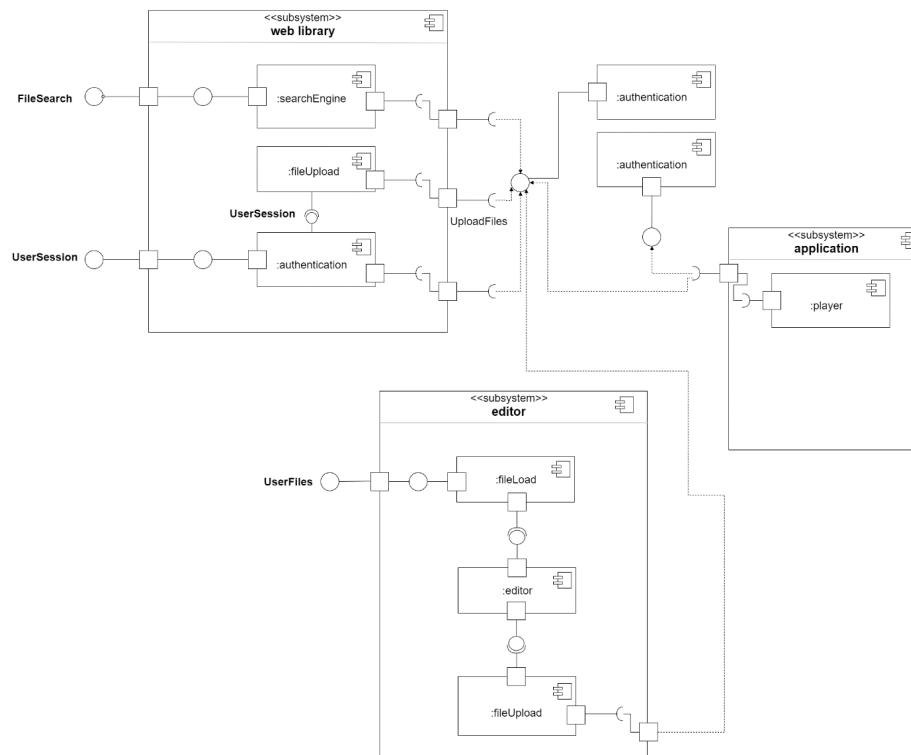 <<subsystem>>
web library
FileSearch
:searchEngine
:authentication
:fileUpload
:authentication
UserSession
UploadFiles
<<subsystem>>
application
UserSession
:authentication
:player
<<subsystem>>
editor
UserFiles
:fileLoad
:editor
:fileUpload